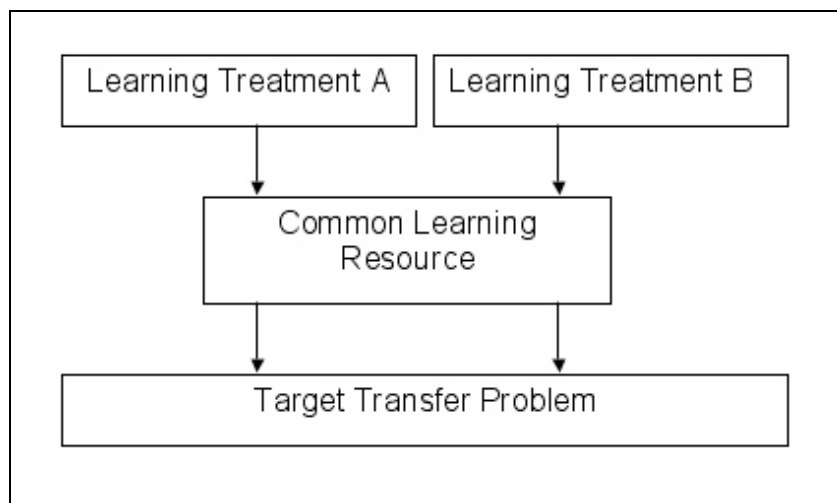 Learning Treatment A
Learning Treatment B
Common Learning
Resource
Target Transfer Problem